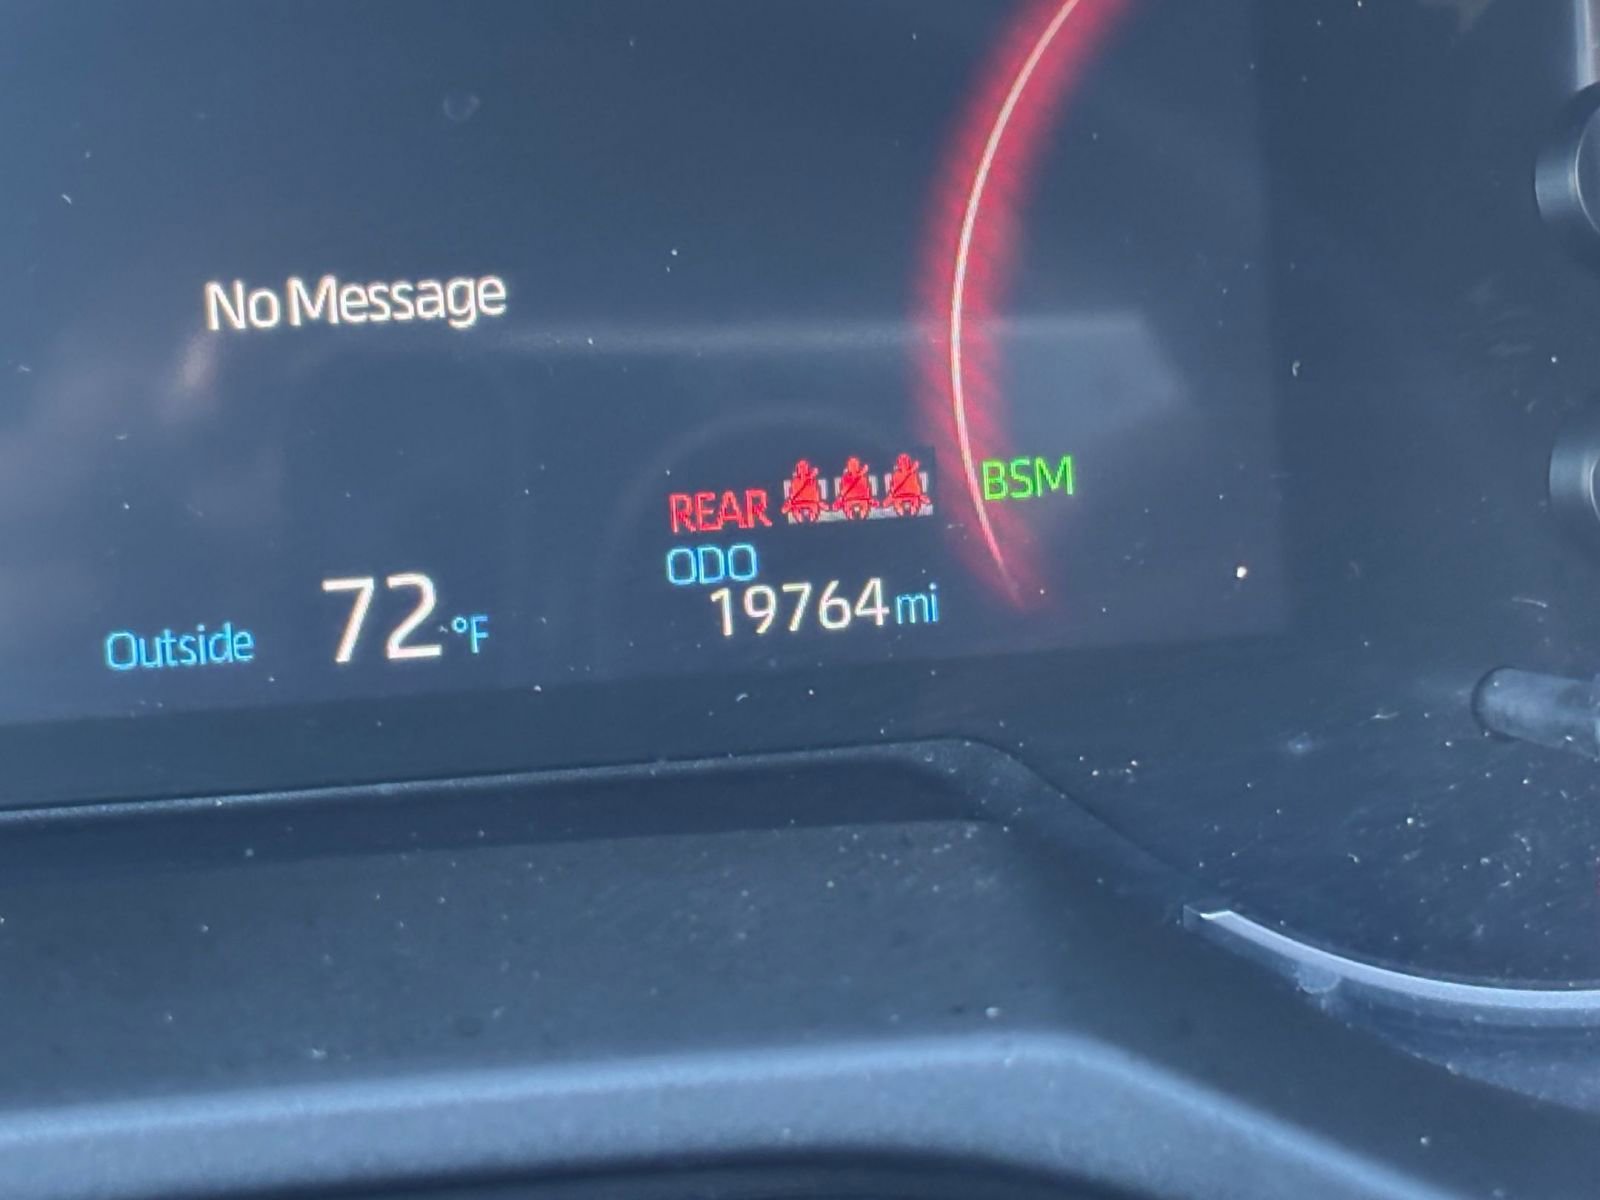 No Message
REAR
BSM
ODO
19764 mi
Outside 72 °F